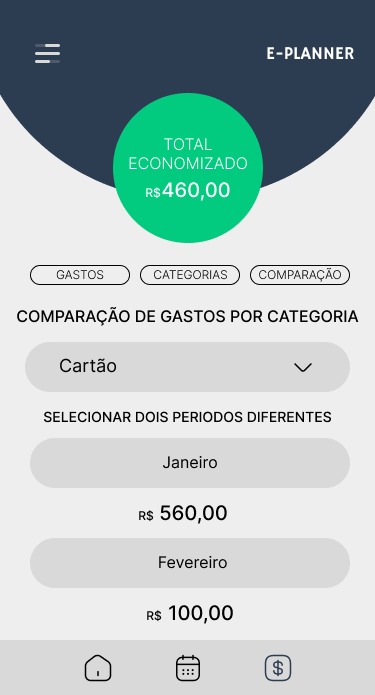 E-PLANNER
TOTAL
ECONOMIZADO
R$460,00
GASTOS
CATEGORIAS
COMPARAÇÃO
COMPARAÇÃO DE GASTOS POR CATEGORIA
Cartão
SELECIONAR DOIS PERIODOS DIFERENTES
Janeiro
R$ 560,00
Fevereiro
R$ 100,00
$